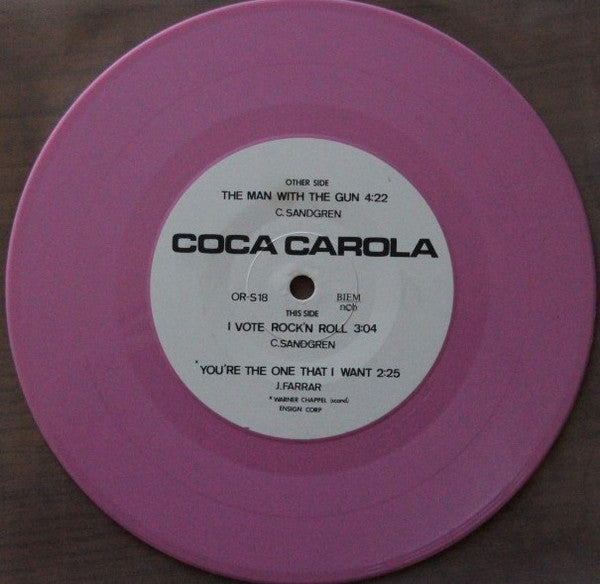 OTHER SIDE
THE MAN WITH THE GUN 4:22
C. SANDGREN
COCA CAROLA
OR-S18
BIEM
ncb
THIS SIDE
I VOTE ROCK'N ROLL 3:04
C. SANDGREN
*YOU'RE THE ONE THAT I WANT 2:25
J. FARRAR
* WARNER CHAPPEL (scand)
ENSIGN CORP